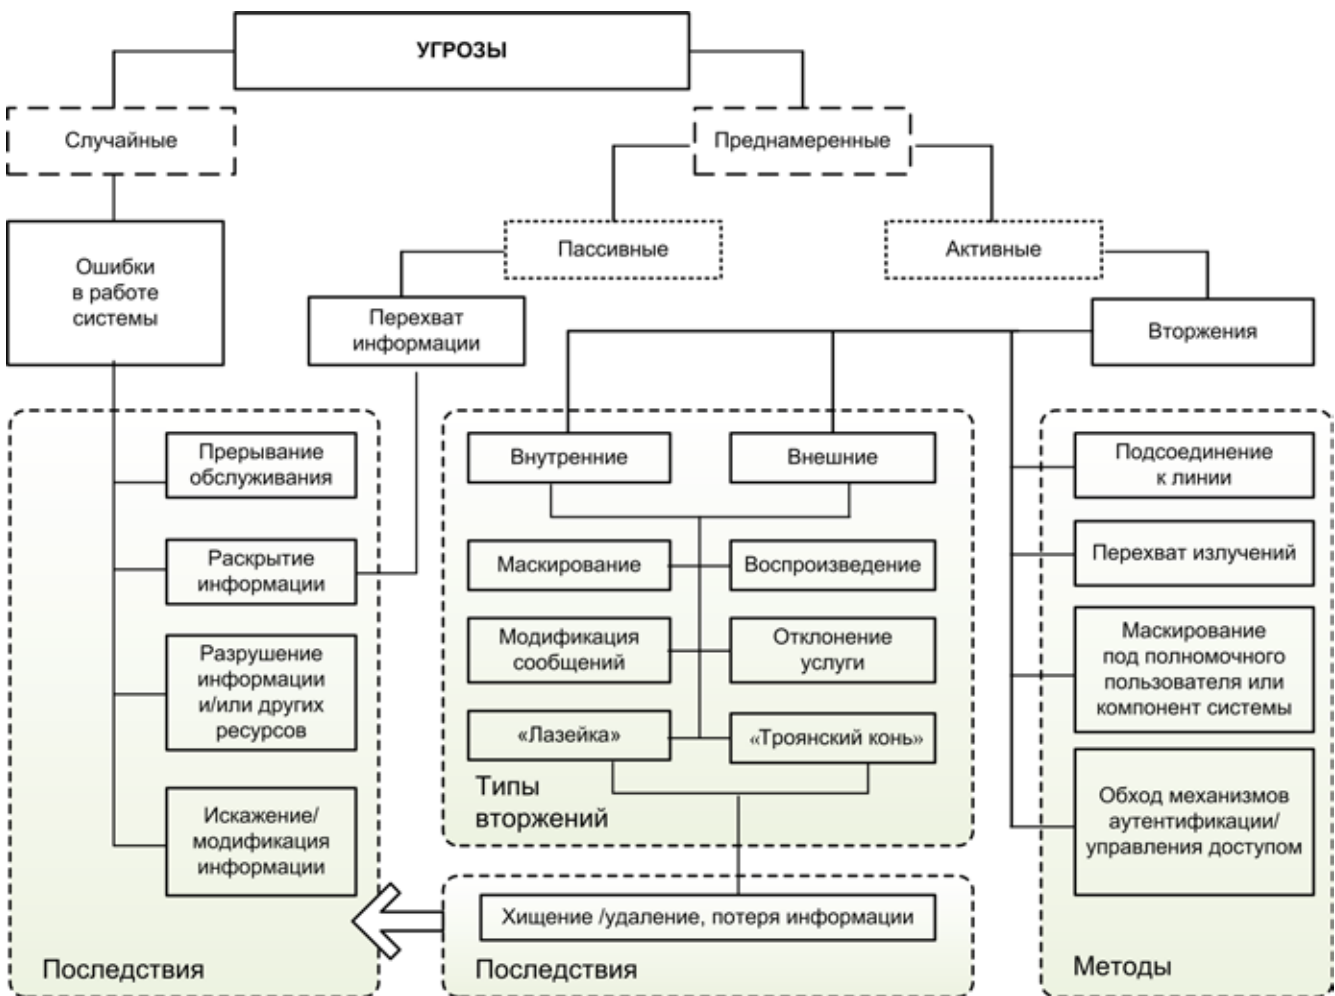 УГРОЗЫ
Случайные
Преднамеренные
Пассивные
Активные
Ошибки
в работе
системы
Перехват
информации
Вторжения
Прерывание
обслуживания
Раскрытие
информации
Разрушение
информации
и/или других
ресурсов
Искажение/
модификация
информации
Последствия
Внутренние
Внешние
Маскирование
Воспроизведение
Модификация
сообщений
Отклонение
услуги
«Лазейка»
«Троянский конь»
Типы
вторжений
Хищение /удаление, потеря информации
Последствия
Подсоединение
к линии
Перехват излучений
Маскирование
под полномочного
пользователя или
компонент системы
Обход механизмов
аутентификации/
управления доступом
Методы